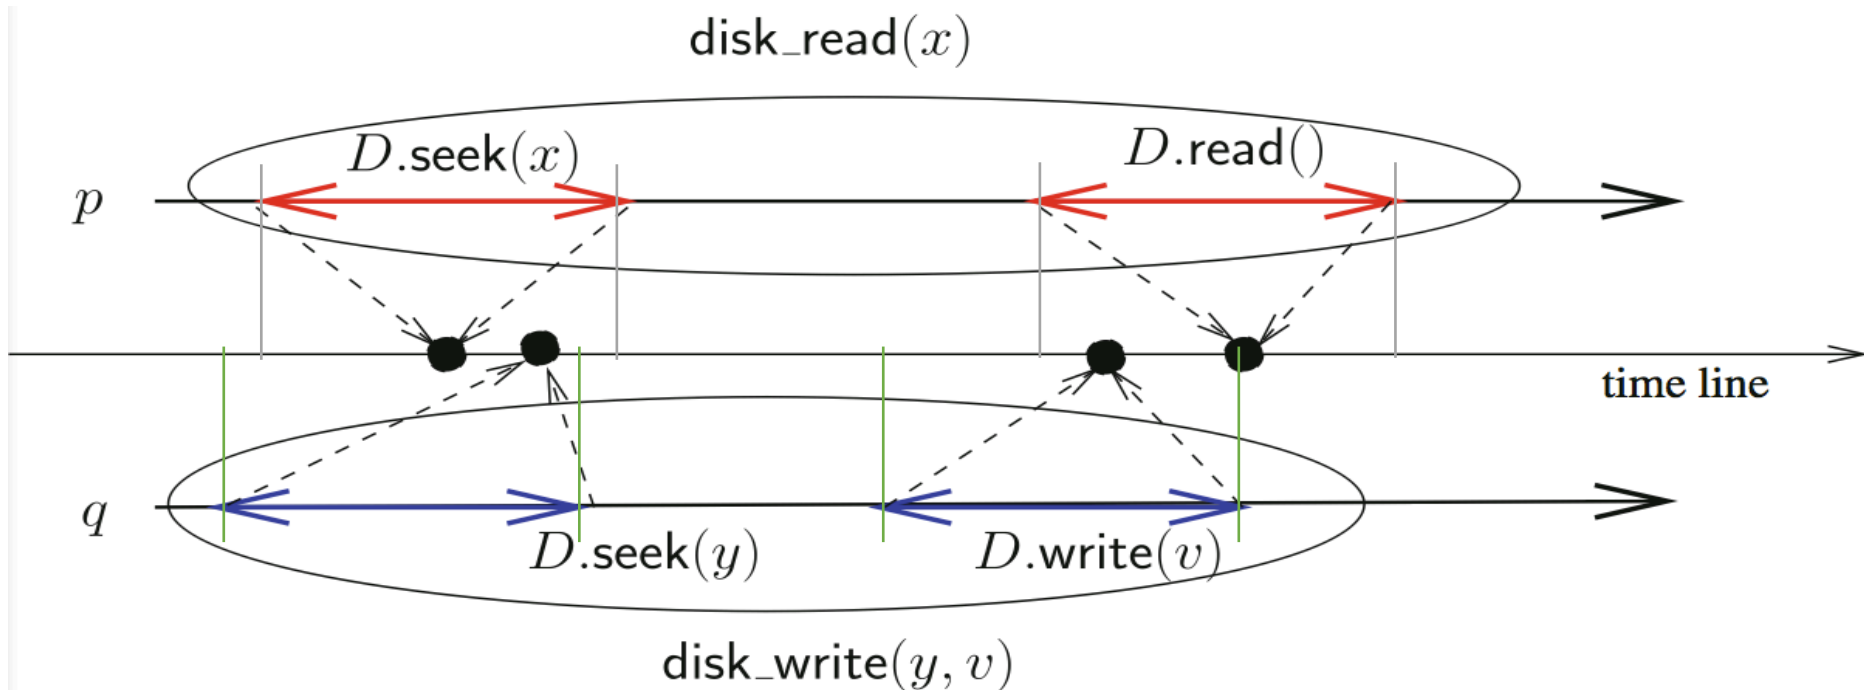 disk_read(x)
D.seek(x)
D.read()
p
time line
q
D.seek(y)
D.write(v)
disk_write(y, v)